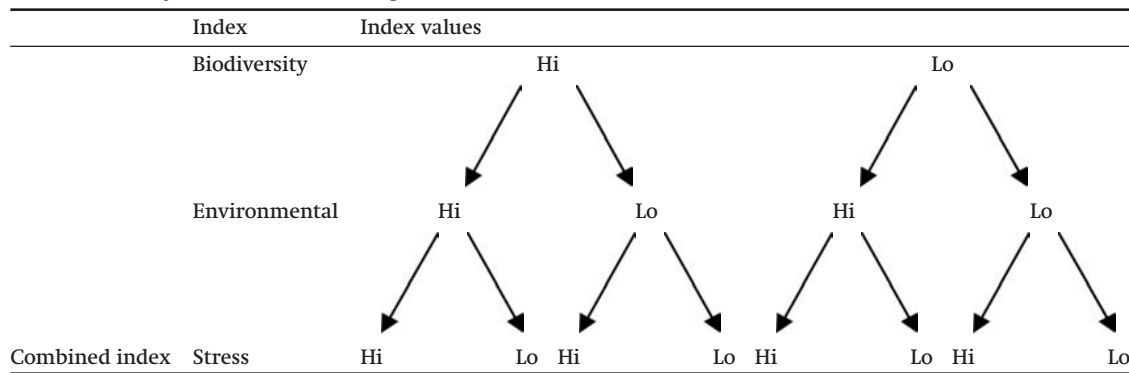 Index Index values
Biodiversity Hi Lo
Environmental Hi Lo Hi Lo
Combined index Stress Hi Lo Hi Lo Hi Lo Hi Lo